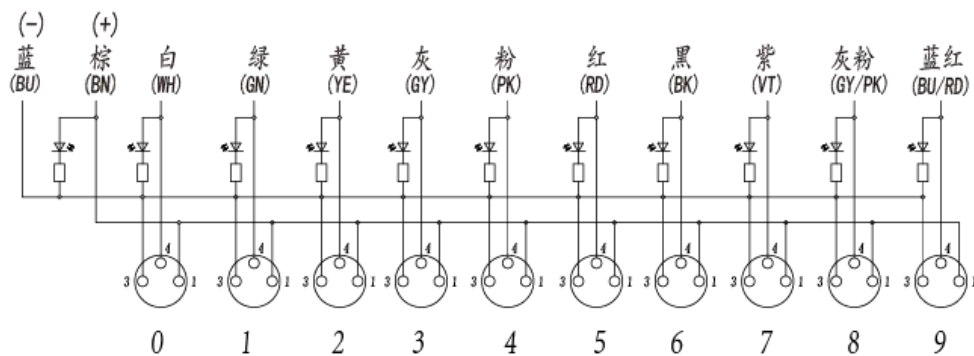 (-) (+)
蓝 棕 白 绿 黄 灰 粉 红 黑 紫 灰粉 蓝红
(BU) (BN) (WH) (GN) (YE) (GY) (PK) (RD) (BK) (VT) (GY/PK) (BU/RD)
4 4 4 4 4 4 4 4 4 4
3 1 3 1 3 1 3 1 3 1 3 1 3 1 3 1 3 1 3 1
0 1 2 3 4 5 6 7 8 9